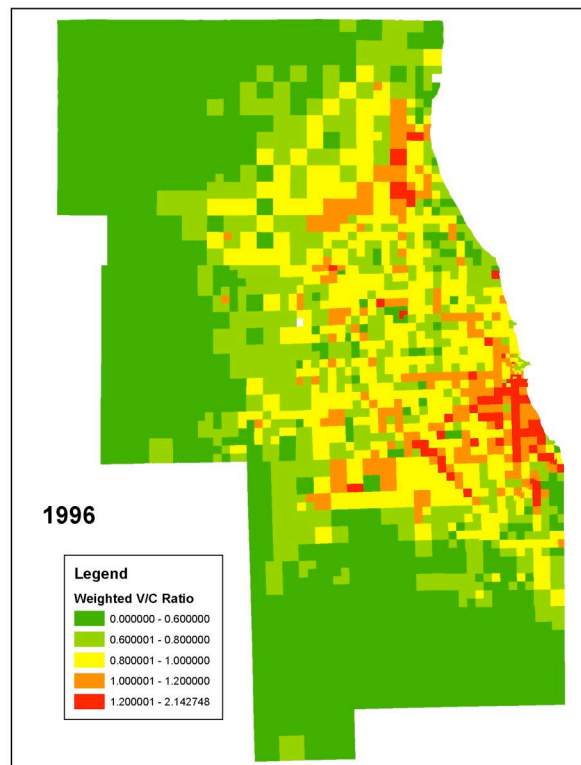 1996
Legend
Weighted V/C Ratio
0.000000 - 0.600000
0.600001 - 0.800000
0.800001 - 1.000000
1.000001 - 1.200000
1.200001 - 2.142748